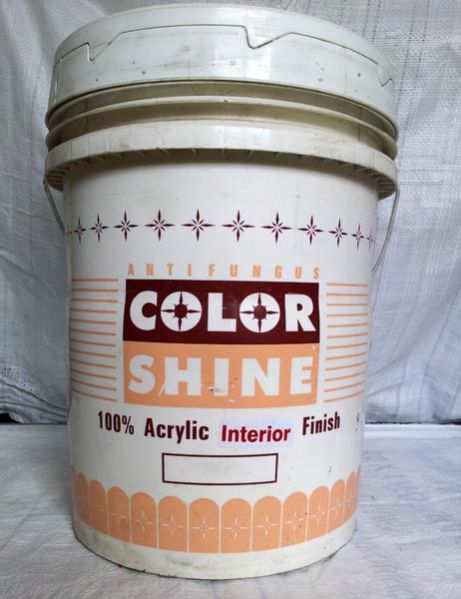 ANTIFUNGUS
COLOR
SHINE
100% Acrylic Interior Finish